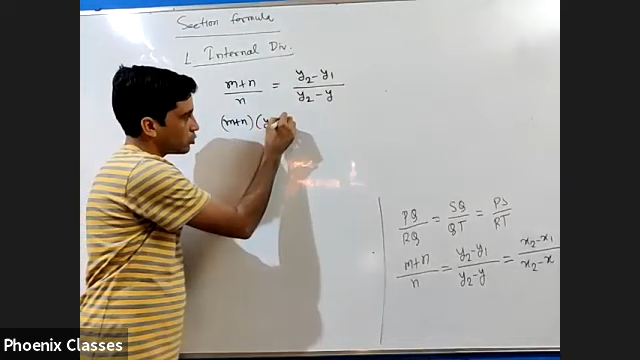 Section formula
1 Internal Div.
m+n / n = y₂-y₁ / y₂-y
(m+n)(y
PQ / RQ = SQ / QT = PS / RT
m+n / n = y₂-y₁ / y₂-y = x₂-x₁ / x₂-x
Phoenix Classes